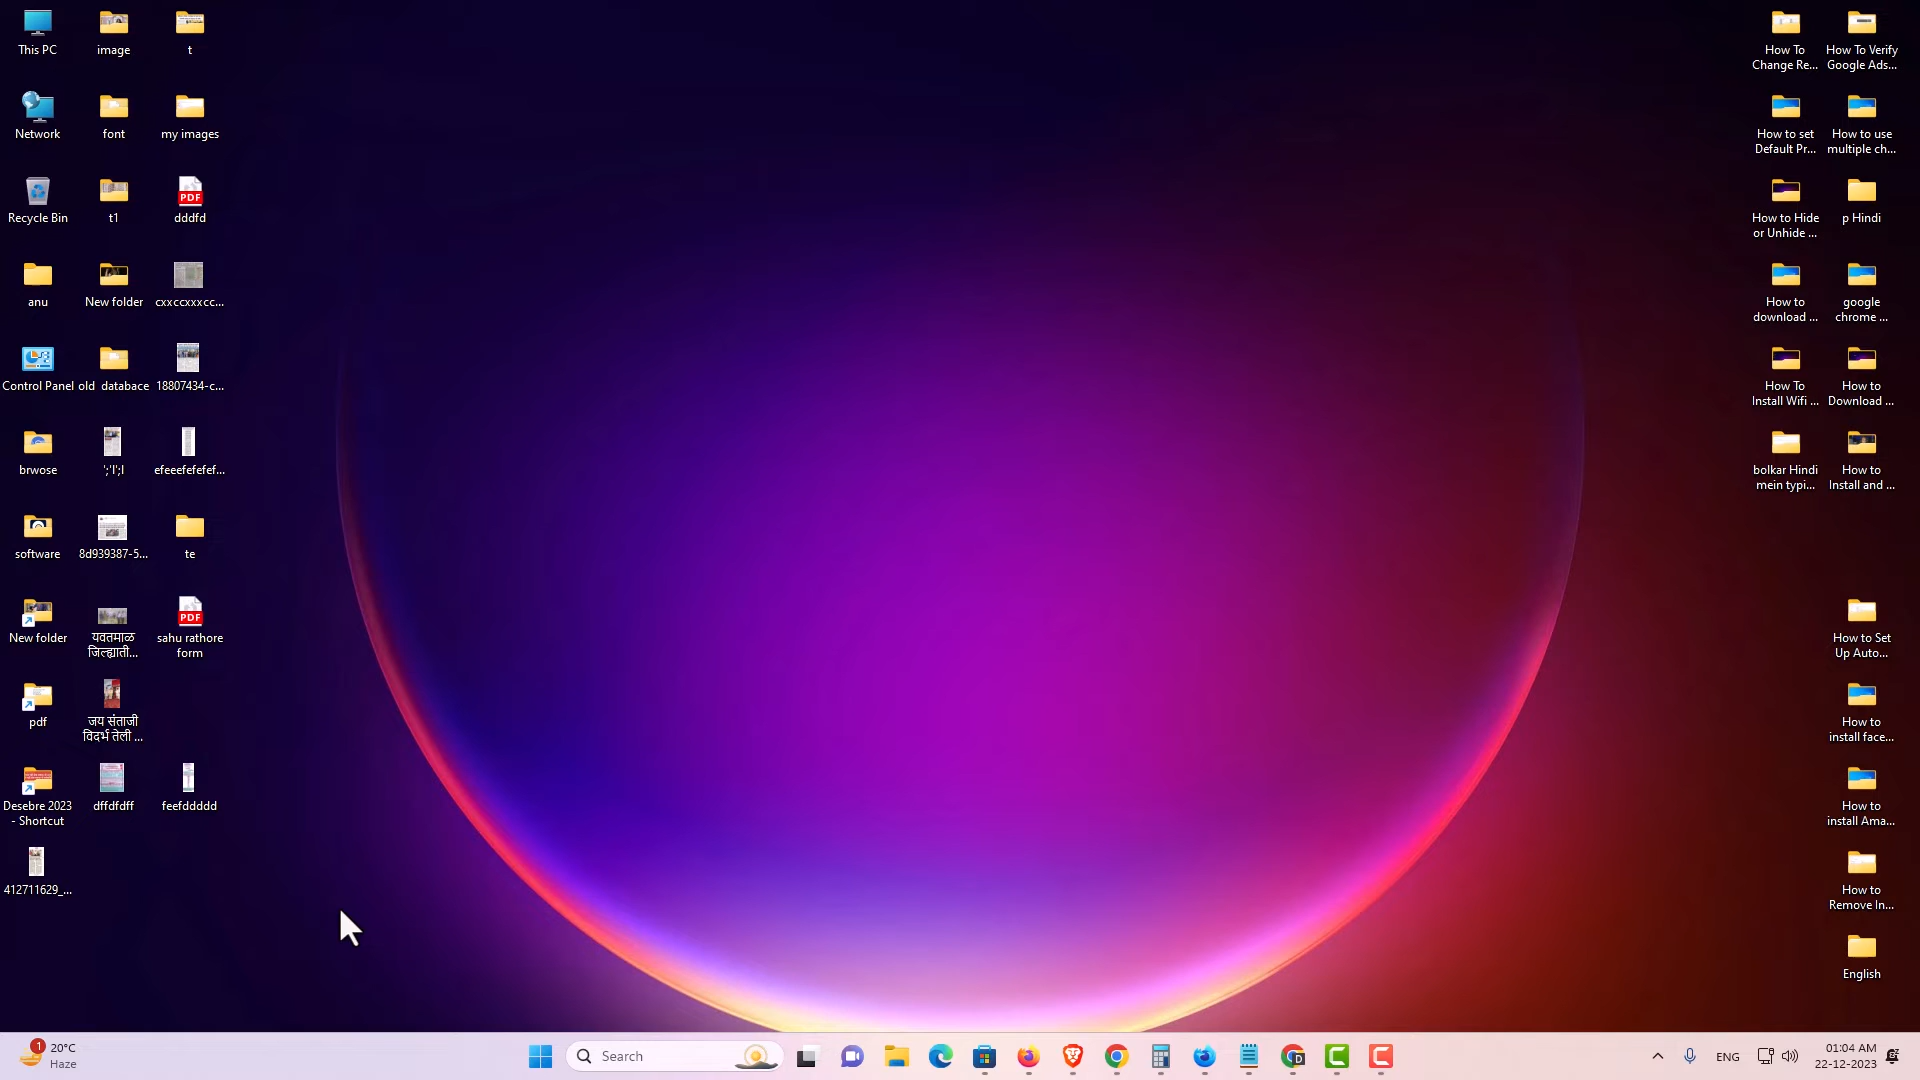 This PC
image
t
Network
font
my images
PDF
Recycle Bin
t1
dddfd
anu
New folder
cxxccxxxcc...
Control Panel
old databace
18807434-c...
brwose
';'l';l
efeeefefefef...
software
8d939387-5...
te
PDF
New folder
यवतमाळ
जिल्ह्याती...
sahu rathore
form
pdf
जय संताजी
विदर्भ तेली ...
Desebre 2023
- Shortcut
dffdfdff
feefddddd
412711629_...
How To
Change Re...
How To Verify
Google Ads...
How to set
Default Pr...
How to use
multiple ch...
How to Hide
or Unhide ...
p Hindi
How to
download ...
google
chrome ...
How To
Install Wifi ...
How to
Download ...
bolkar Hindi
mein typi...
How to
Install and ...
How to Set
Up Auto...
How to
install face...
How to
install Ama...
How to
Remove In...
English
1
20°C
Haze
Search
D
ENG
01:04 AM
22-12-2023